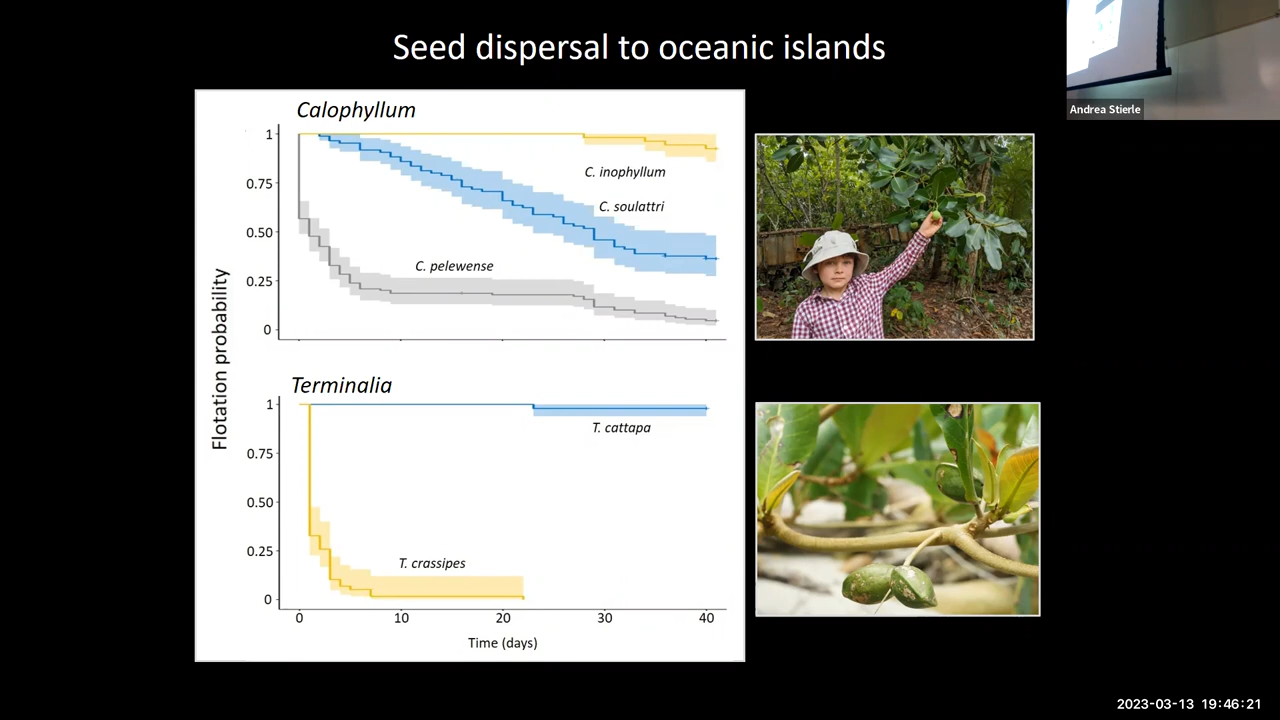 Seed dispersal to oceanic islands
Andrea Stierle
Calophyllum
1
0.75
0.50
0.25
0
C. inophyllum
C. soulattri
C. pelewense
Flotation probability
Terminalia
1
0.75
0.50
0.25
0
T. cattapa
T. crassipes
0 10 20 30 40
Time (days)
2023-03-13 19:46:21